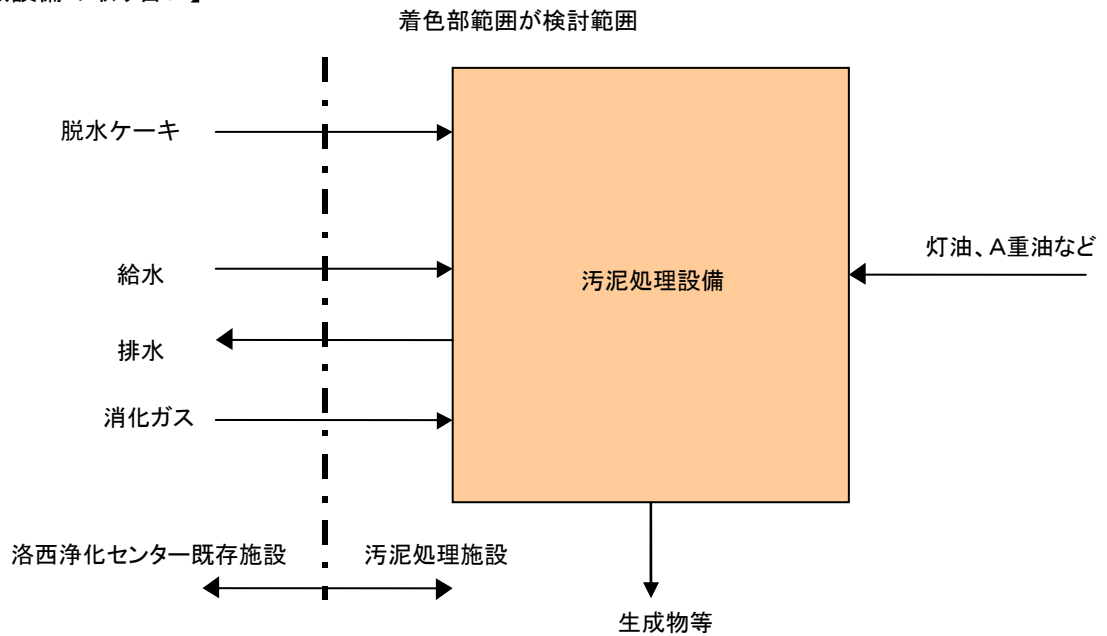 着色部範囲が検討範囲
脱水ケーキ
灯油、A重油など
給水
汚泥処理設備
排水
消化ガス
洛西浄化センター既存施設
汚泥処理施設
生成物等